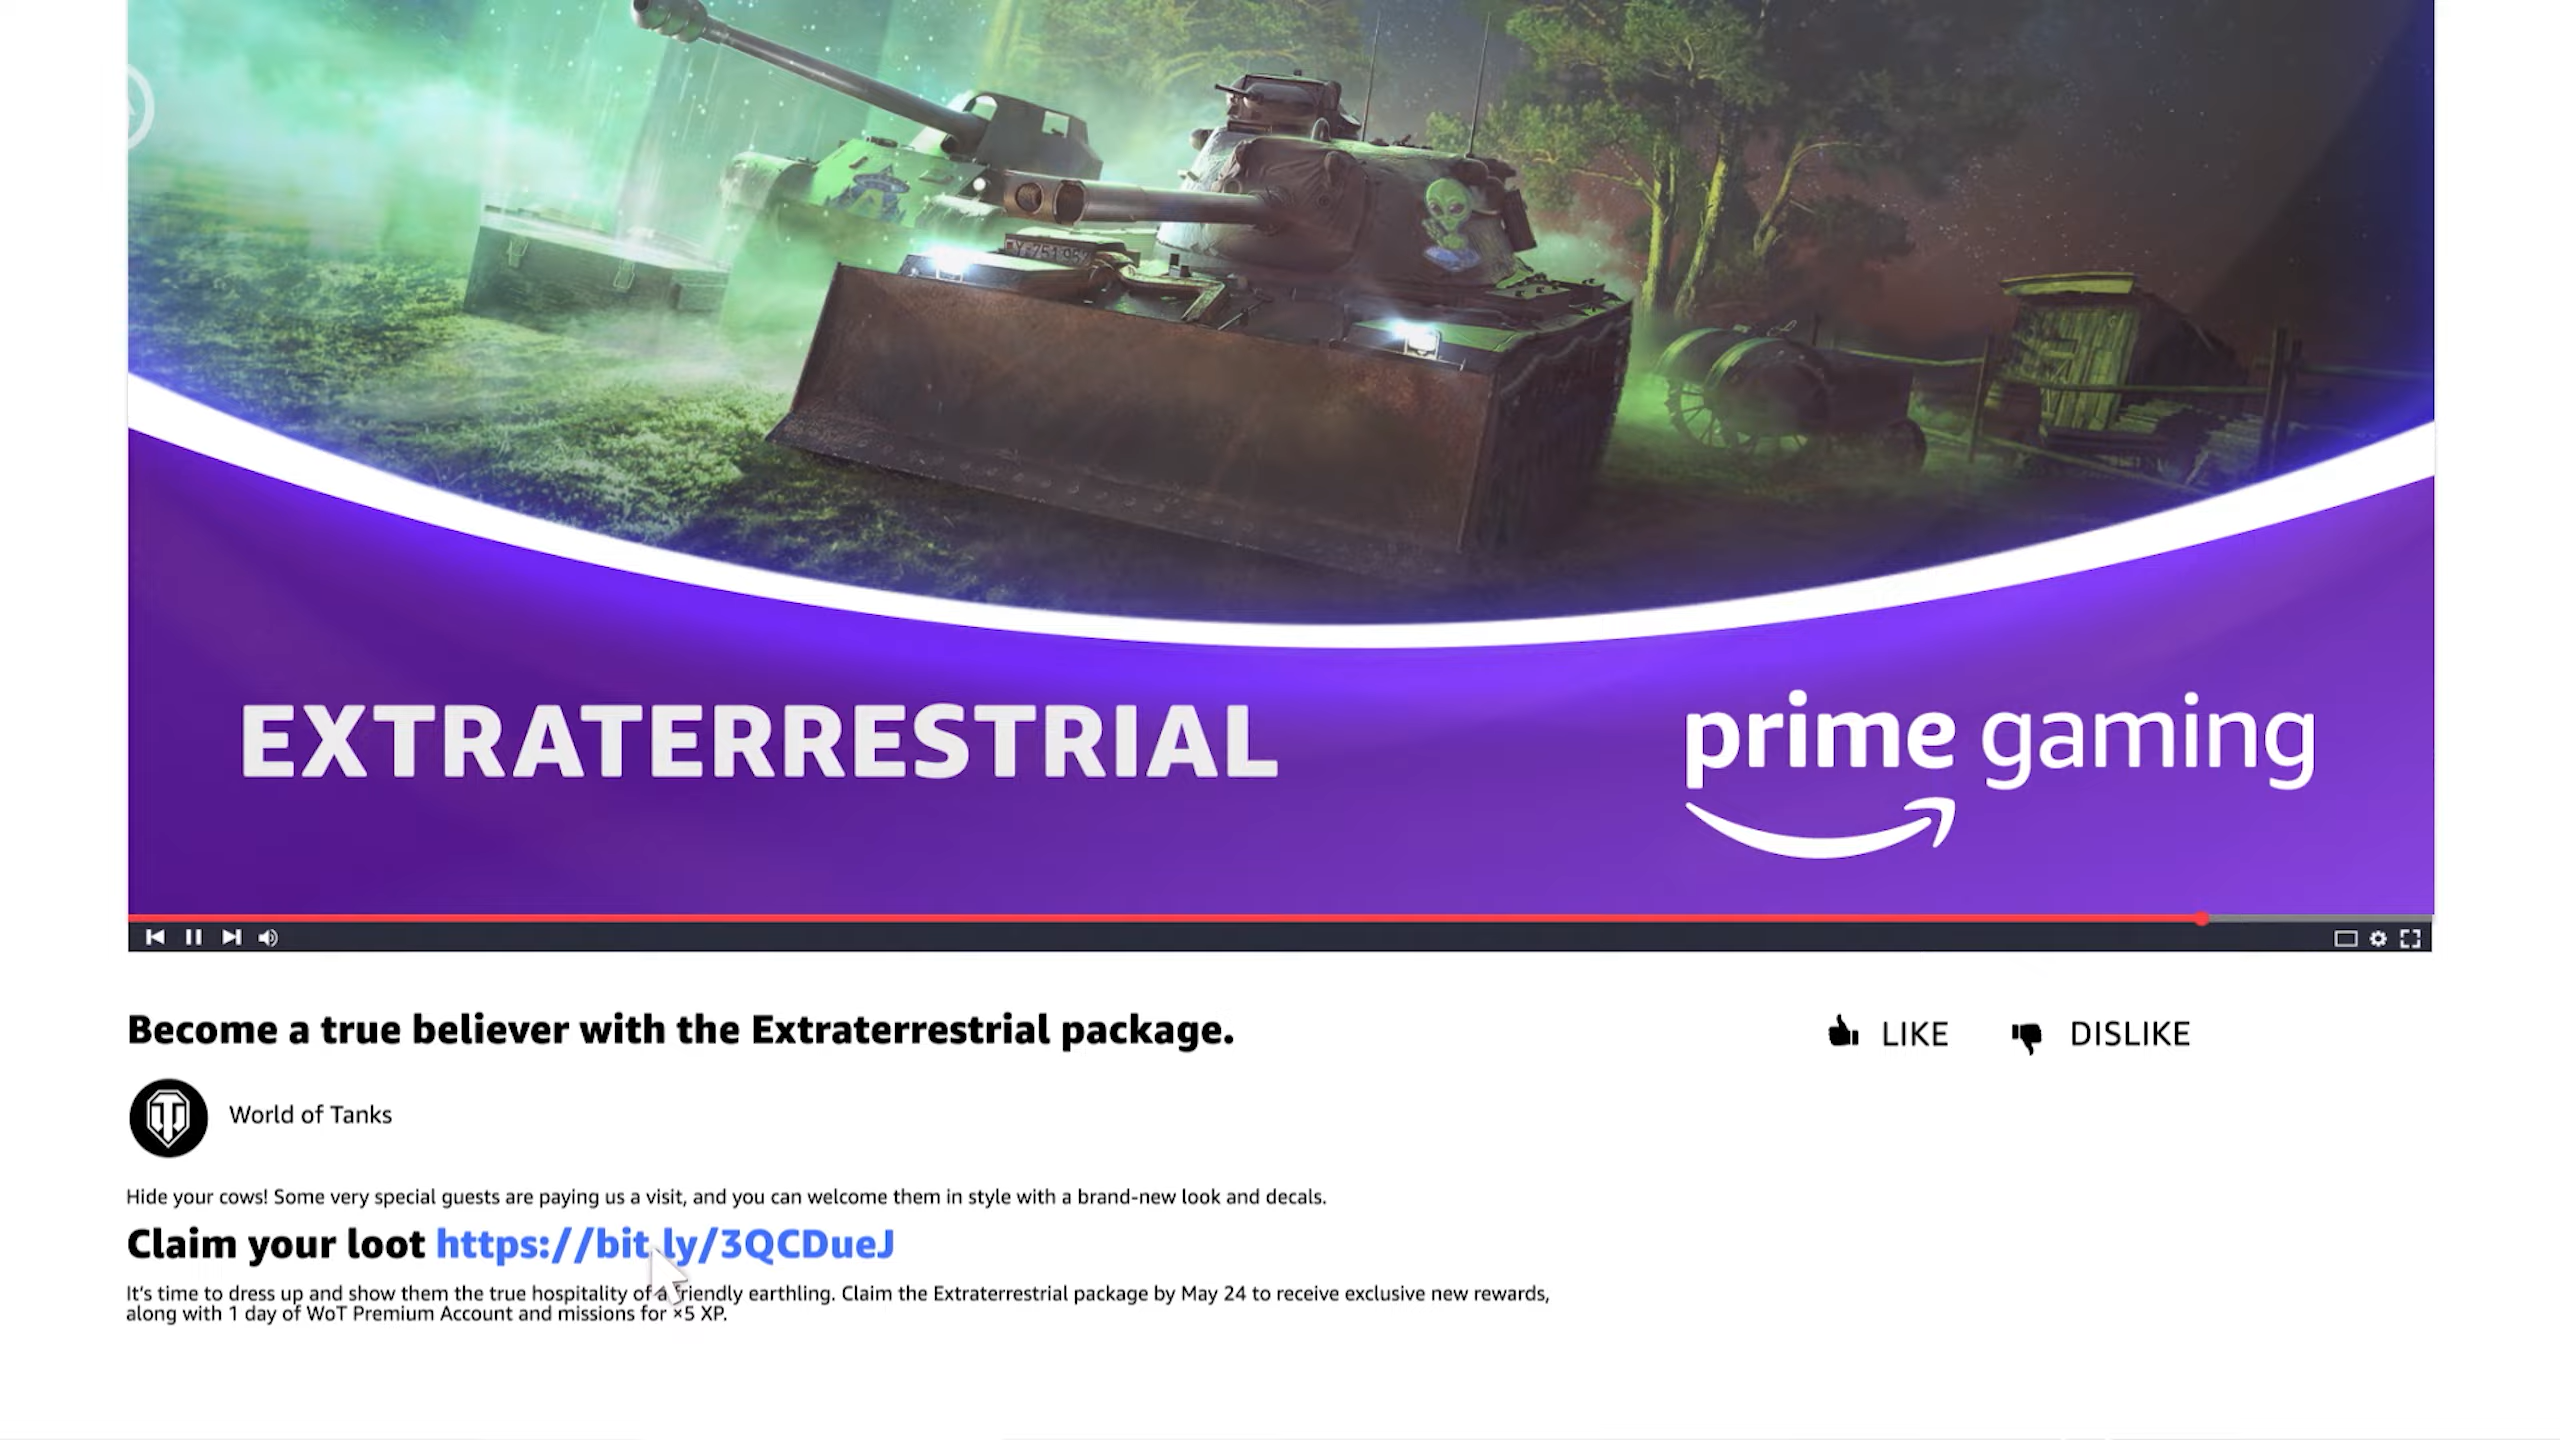 EXTRATERRESTRIAL
prime gaming
Become a true believer with the Extraterrestrial package.
LIKE
DISLIKE
World of Tanks
Hide your cows! Some very special guests are paying us a visit, and you can welcome them in style with a brand-new look and decals.
Claim your loot https://bit.ly/3QCDueJ
It's time to dress up and show them the true hospitality of a friendly earthling. Claim the Extraterrestrial package by May 24 to receive exclusive new rewards,
along with 1 day of WoT Premium Account and missions for ×5 XP.